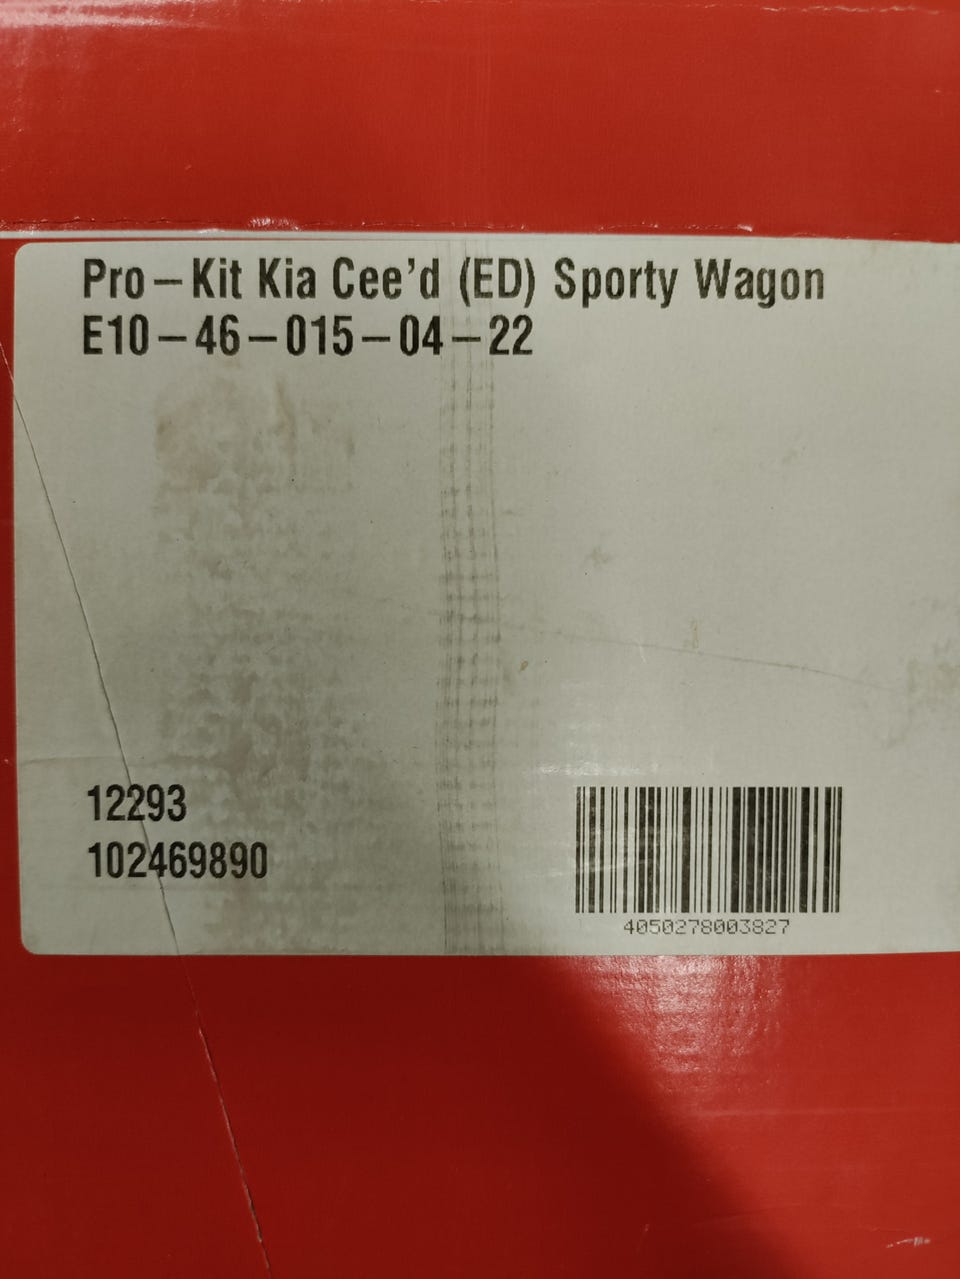 Pro-Kit Kia Cee'd (ED) Sporty Wagon
E10-46-015-04-22
12293
102469890
4050278003827